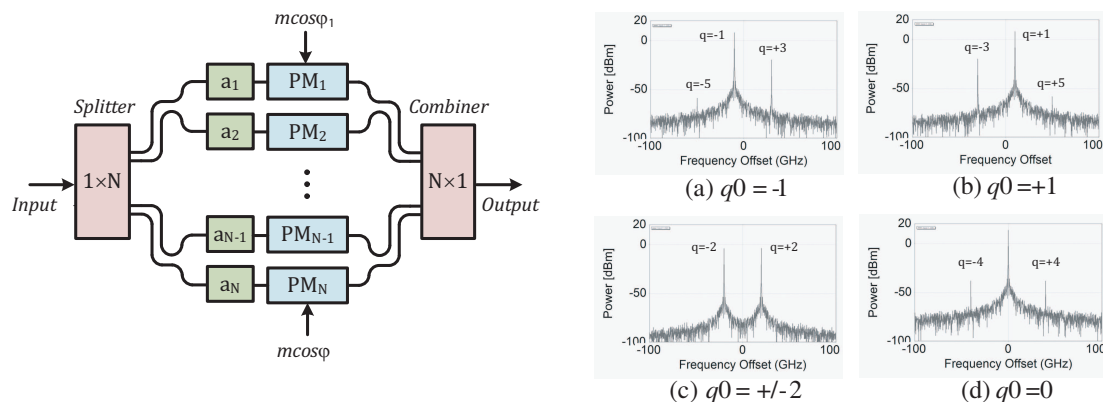 mcosφ₁
a₁ PM₁
Splitter Combiner
a₂ PM₂
1×N N×1
Input Output
aN-1 PMN-1
aN PMN
mcosφ
20
0
-50
-100
Power [dBm]
q=-1
q=+3
q=-5
-100 0 100
Frequency Offset (GHz)
(a) q0 = -1
20
0
-50
-100
Power [dBm]
q=-3
q=+1
q=+5
-100 0 100
Frequency Offset
(b) q0 =+1
20
0
-50
-100
Power [dBm]
q=-2
q=+2
-100 0 100
Frequency Offset (GHz)
(c) q0 = +/-2
20
0
-50
-100
Power [dBm]
q=-4
q=+4
-100 0 100
Frequency Offset (GHz)
(d) q0=0